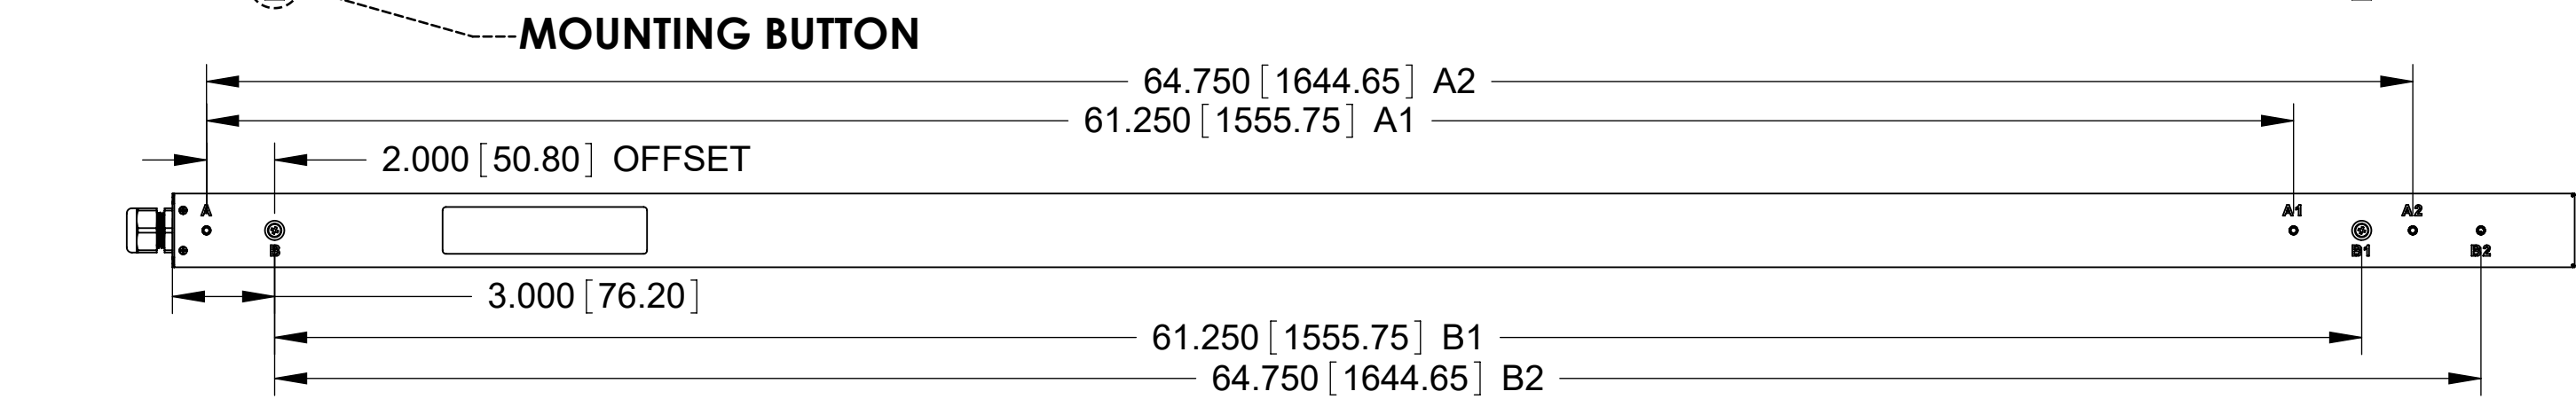 MOUNTING BUTTON
64.750 [1644.65] A2
61.250 [1555.75] A1
2.000 [50.80] OFFSET
A A1 A2
B B1 B2
3.000 [76.20]
61.250 [1555.75] B1
64.750 [1644.65] B2